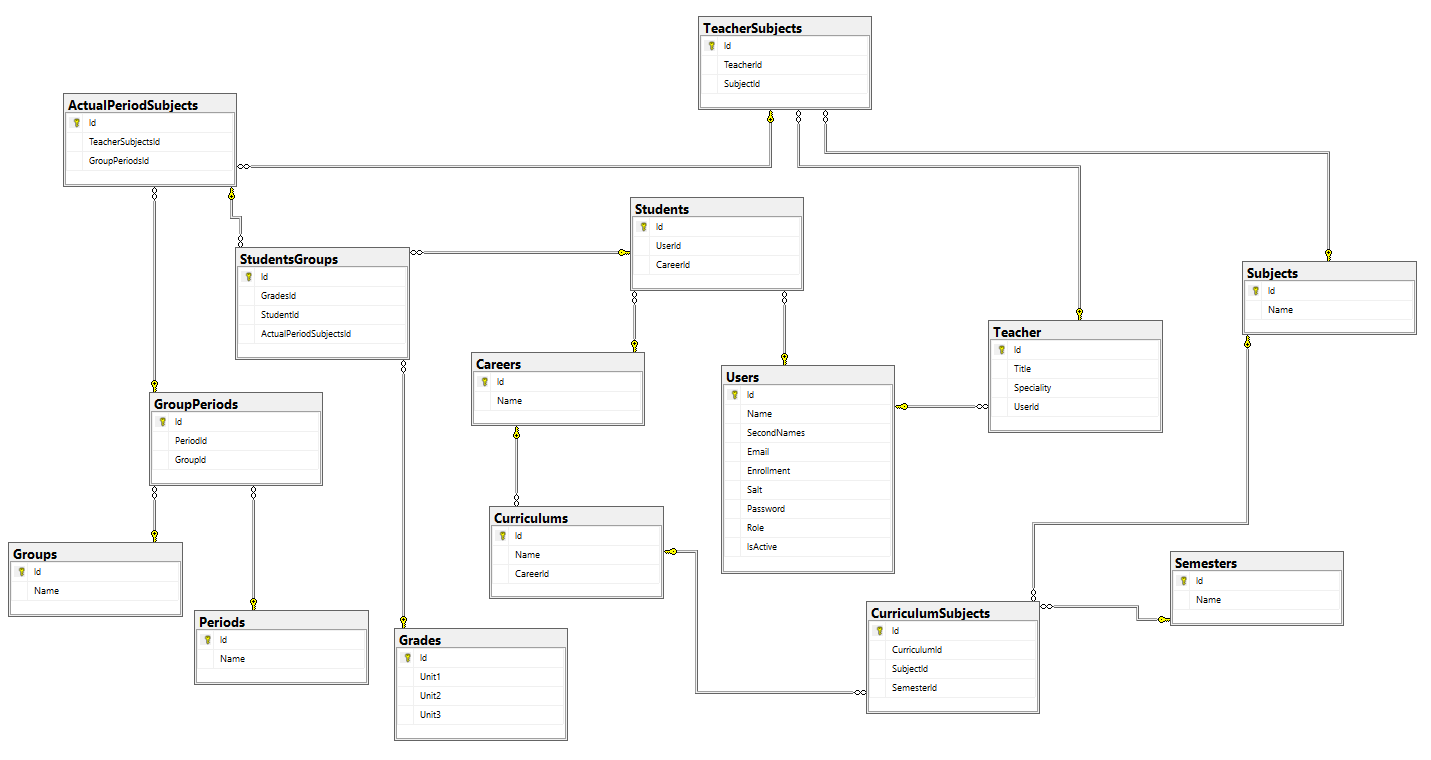 TeacherSubjects
Id
TeacherId
SubjectId
ActualPeriodSubjects
Id
TeacherSubjectsId
GroupPeriodsId
Students
Id
UserId
CareerId
StudentsGroups
Id
GradesId
StudentId
ActualPeriodSubjectsId
Subjects
Id
Name
Teacher
Id
Title
Speciality
UserId
Careers
Id
Name
Users
Id
Name
SecondNames
Email
Enrollment
Salt
Password
Role
IsActive
GroupPeriods
Id
PeriodId
GroupId
Curriculums
Id
Name
CareerId
Groups
Id
Name
Semesters
Id
Name
CurriculumSubjects
Id
CurriculumId
SubjectId
SemesterId
Periods
Id
Name
Grades
Id
Unit1
Unit2
Unit3